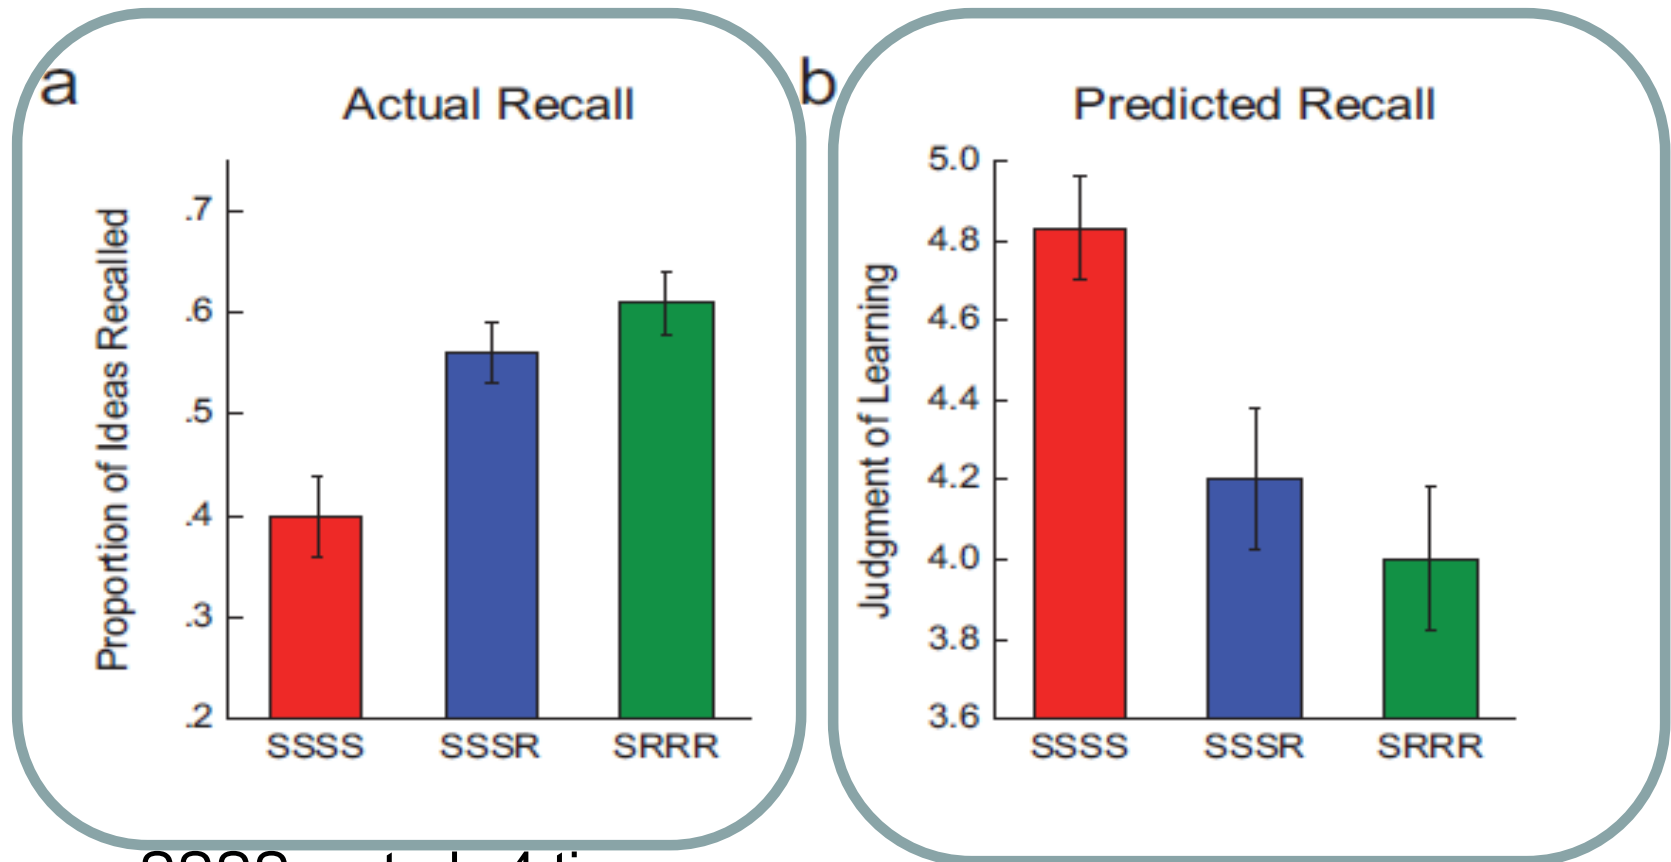 a
Actual Recall
Proportion of Ideas Recalled
.7
.6
.5
.4
.3
.2
SSSS SSSR SRRR
b
Predicted Recall
Judgment of Learning
5.0
4.8
4.6
4.4
4.2
4.0
3.8
3.6
SSSS SSSR SRRR